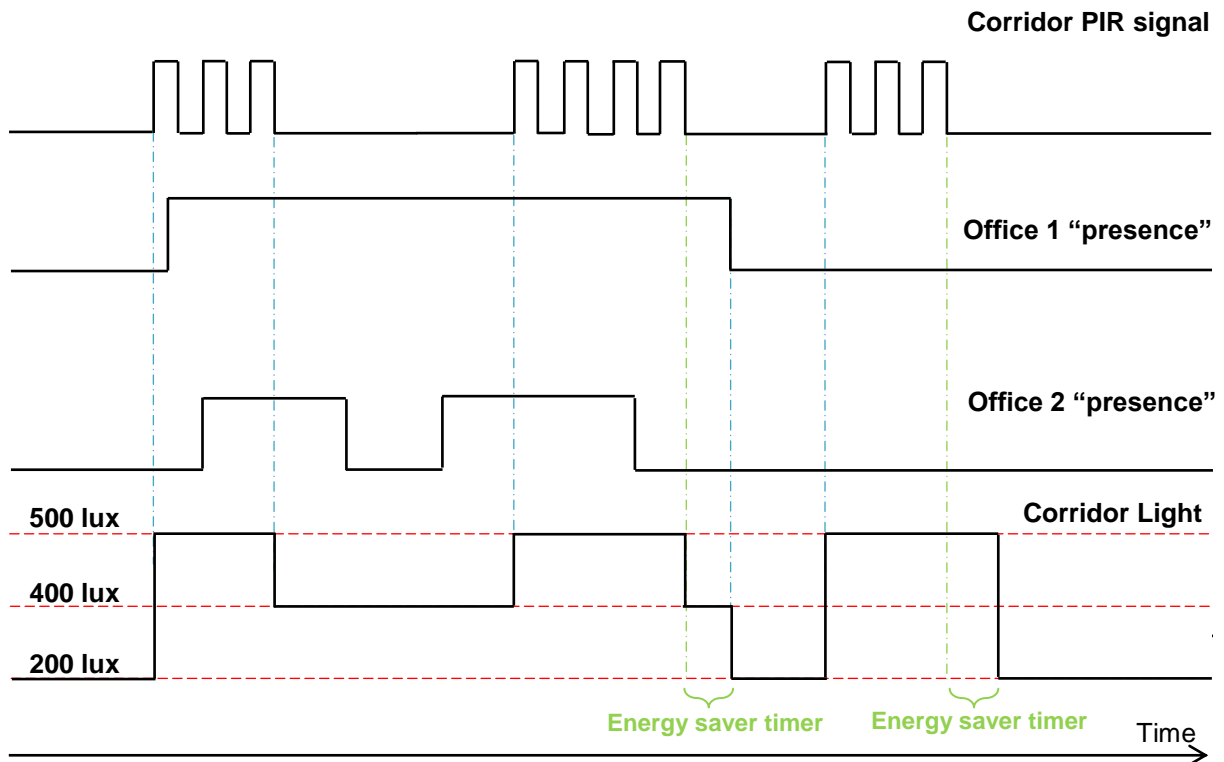 Corridor PIR signal
Office 1 “presence”
Office 2 “presence”
500 lux
Corridor Light
400 lux
200 lux
Energy saver timer
Energy saver timer
Time